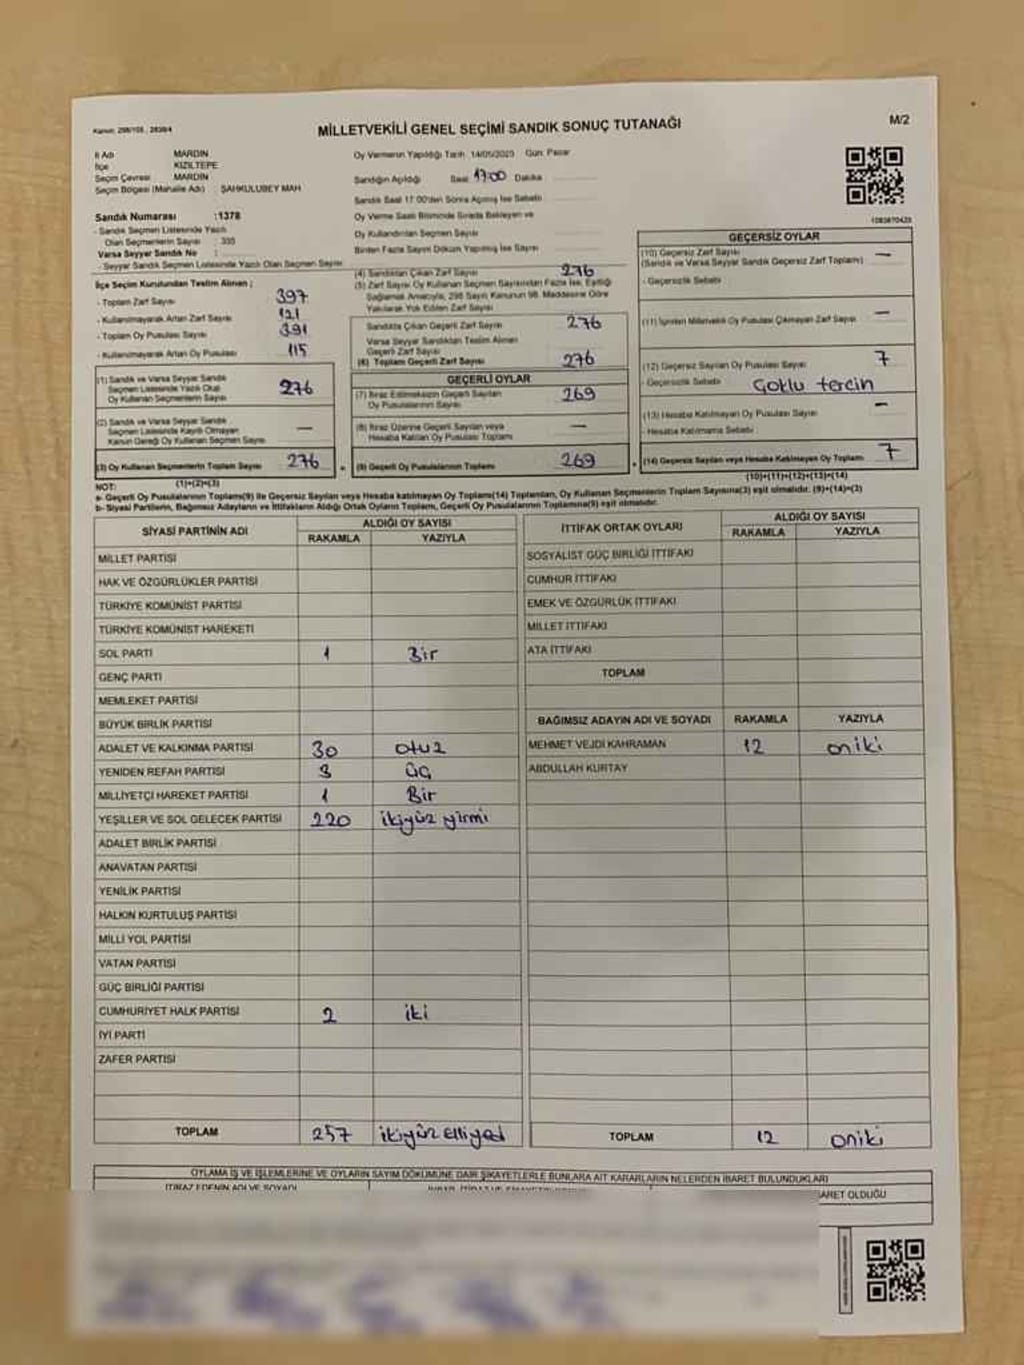 Kanun: 298/105, 2839/4
MİLLETVEKİLİ GENEL SEÇİMİ SANDIK SONUÇ TUTANAĞI
M/2
İl Adı MARDİN
İlçe KIZILTEPE
Seçim Çevresi MARDİN
Seçim Bölgesi (Mahalle Adı) : ŞAHKULUBEY MAH
Sandık Numarası :1378
- Sandık Seçmen Listesinde Yazılı
Olan Seçmenlerin Sayısı :
Varsa Seyyar Sandık No :
- Seyyar Sandık Seçmen Listesinde Yazılı Olan Seçmen Sayısı
İlçe Seçim Kurulundan Teslim Alınan ;
- Toplam Zarf Sayısı 397
- Kullanılmayarak Artan Zarf Sayısı 121
- Toplam Oy Pusulası Sayısı 391
- Kullanılmayarak Artan Oy Pusulası 115
(1) Sandık ve Varsa Seyyar Sandık
Seçmen Listesinde Yazılı Olup
Oy Kullanan Seçmenlerin Sayısı 276
(2) Sandık ve Varsa Seyyar Sandık
Seçmen Listesinde Kayıtlı Olmayan
Kanun Gereği Oy Kullanan Seçmen Sayısı —
(3) Oy Kullanan Seçmenlerin Toplam Sayısı 276
(1)+(2)=(3)
Oy Vermenin Yapıldığı Tarih 14/05/2023 Gün: Pazar
Sandığın Açıldığı Saat 17:00 Dakika
Sandık Saat 17:00'den Sonra Açılmış İse Sebebi
Oy Verme Saati Bitiminde Sırada Bekleyen ve
Oy Kullandırılan Seçmen Sayısı
Birden Fazla Sayım Döküm Yapılmış İse Sayısı
(4) Sandıktan Çıkan Zarf Sayısı 276
(5) Zarf Sayısı Oy Kullanan Seçmen Sayısından Fazla İse, Eşitliği
Sağlamak Amacıyla, 298 Sayılı Kanunun 98. Maddesine Göre
Yakılarak Yok Edilen Zarf Sayısı
Sandıkta Çıkan Geçerli Zarf Sayısı 276
Varsa Seyyar Sandıktan Teslim Alınan
Geçerli Zarf Sayısı
(6) Toplam Geçerli Zarf Sayısı 276
GEÇERLİ OYLAR
(7) İtiraz Edilmeksizin Geçerli Sayılan
Oy Pusulalarının Sayısı 269
(8) İtiraz Üzerine Geçerli Sayılan veya
Hesaba Katılan Oy Pusulası Toplamı —
(9) Geçerli Oy Pusulalarının Toplamı 269
GEÇERSİZ OYLAR
(10) Geçersiz Zarf Sayısı —
(Sandık ve Varsa Seyyar Sandık Geçersiz Zarf Toplamı)
- Geçersizlik Sebebi
(11) İçinden Milletvekili Oy Pusulası Çıkmayan Zarf Sayısı —
(12) Geçersiz Sayılan Oy Pusulası Sayısı 7
- Geçersizlik Sebebi Çoklu tercin
(13) Hesaba Katılmayan Oy Pusulası Sayısı —
- Hesaba Katılmama Sebebi
(14) Geçersiz Sayılan veya Hesaba Katılmayan Oy Toplamı 7
(10)+(11)+(12)+(13)=(14)
NOT:
a- Geçerli Oy Pusulalarının Toplamı(9) ile Geçersiz Sayılan veya Hesaba katılmayan Oy Toplamı(14) Toplamları, Oy Kullanan Seçmenlerin Toplam Sayısına(3) eşit olmalıdır. (9)+(14)=(3)
b- Siyasi Partilerin, Bağımsız Adayların ve İttifakların Aldığı Ortak Oyların Toplamı, Geçerli Oy Pusulalarının Toplamına(9) eşit olmalıdır.
SİYASİ PARTİNİN ADI ALDIĞI OY SAYISI
RAKAMLA YAZIYLA
MİLLET PARTİSİ
HAK VE ÖZGÜRLÜKLER PARTİSİ
TÜRKİYE KOMÜNİST PARTİSİ
TÜRKİYE KOMÜNİST HAREKETİ
SOL PARTİ 1 Bir
GENÇ PARTİ
MEMLEKET PARTİSİ
BÜYÜK BİRLİK PARTİSİ
ADALET VE KALKINMA PARTİSİ 30 otuz
YENİDEN REFAH PARTİSİ 3 üç
MİLLİYETÇİ HAREKET PARTİSİ 1 Bir
YEŞİLLER VE SOL GELECEK PARTİSİ 220 ikiyüz yirmi
ADALET BİRLİK PARTİSİ
ANAVATAN PARTİSİ
YENİLİK PARTİSİ
HALKIN KURTULUŞ PARTİSİ
MİLLİ YOL PARTİSİ
VATAN PARTİSİ
GÜÇ BİRLİĞİ PARTİSİ
CUMHURİYET HALK PARTİSİ 2 iki
İYİ PARTİ
ZAFER PARTİSİ
TOPLAM 257 ikiyüz elliyedi
İTTİFAK ORTAK OYLARI ALDIĞI OY SAYISI
RAKAMLA YAZIYLA
SOSYALİST GÜÇ BİRLİĞİ İTTİFAKI
CUMHUR İTTİFAKI
EMEK VE ÖZGÜRLÜK İTTİFAKI
MİLLET İTTİFAKI
ATA İTTİFAKI
TOPLAM
BAĞIMSIZ ADAYIN ADI VE SOYADI RAKAMLA YAZIYLA
MEHMET VEJDİ KAHRAMAN 12 oniki
ABDULLAH KURTAY
TOPLAM 12 oniki
OYLAMA İŞ VE İŞLEMLERİNE VE OYLARIN SAYIM DÖKÜMÜNE DAİR ŞİKAYETLERLE BUNLARA AİT KARARLARIN NELERDEN İBARET BULUNDUKLARI
İTİRAZ EDENİN ADI VE SOYADI
BARET OLDUĞU